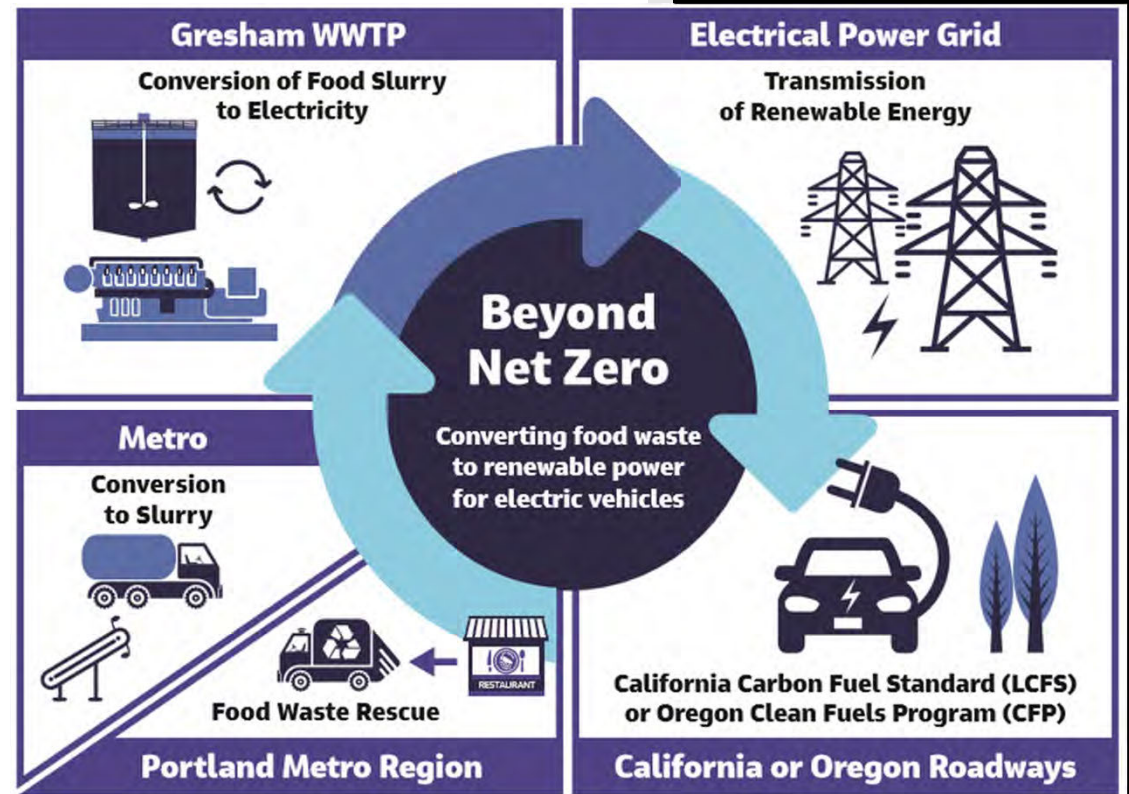 Gresham WWTP
Conversion of Food Slurry
to Electricity
Electrical Power Grid
Transmission
of Renewable Energy
Beyond
Net Zero
Converting food waste
to renewable power
for electric vehicles
Metro
Conversion
to Slurry
RESTAURANT
Food Waste Rescue
Portland Metro Region
California Carbon Fuel Standard (LCFS)
or Oregon Clean Fuels Program (CFP)
California or Oregon Roadways